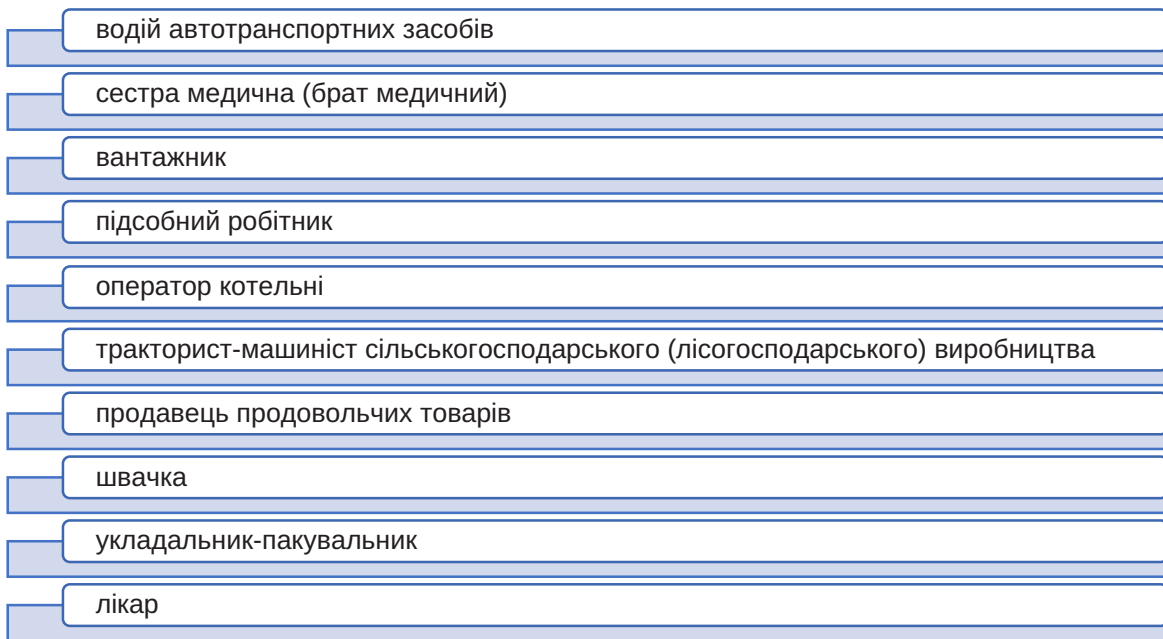 водій автотранспортних засобів
сестра медична (брат медичний)
вантажник
підсобний робітник
оператор котельні
тракторист-машиніст сільськогосподарського (лісогосподарського) виробництва
продавець продовольчих товарів
швачка
укладальник-пакувальник
лікар